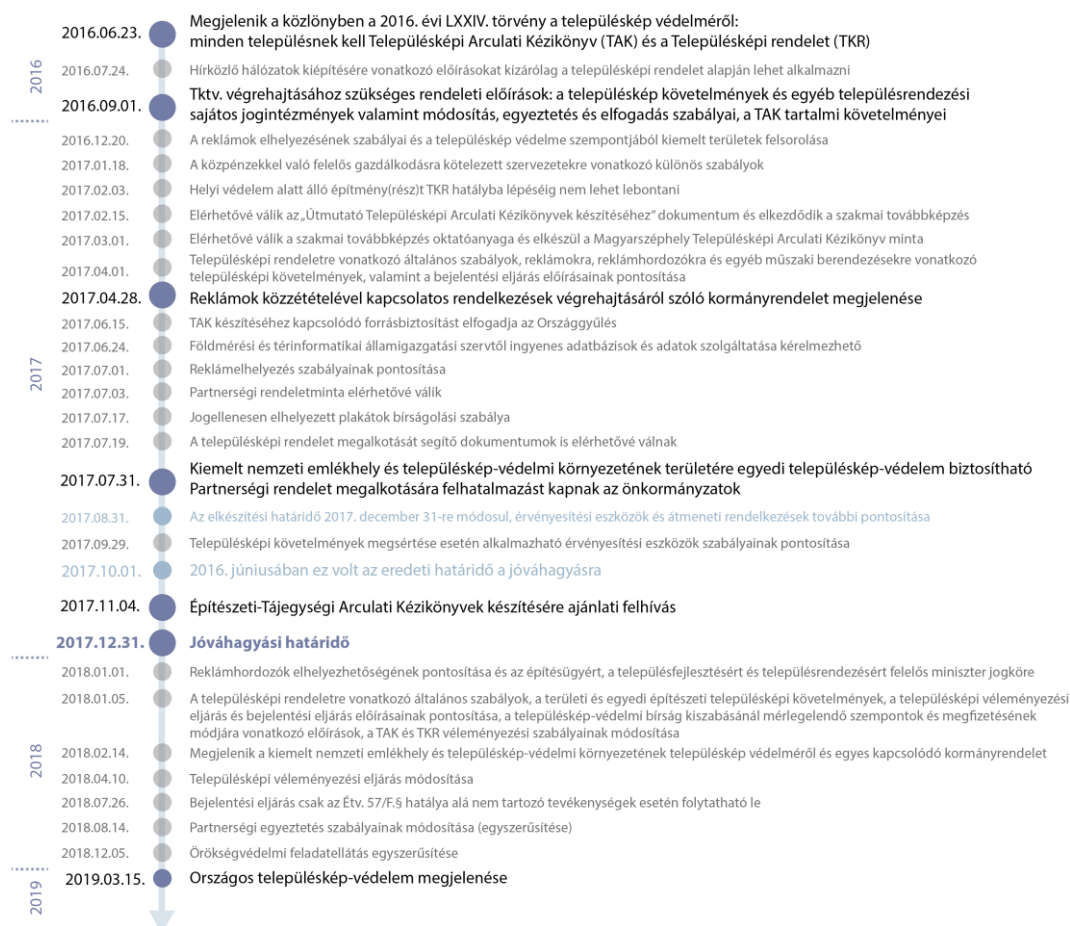 2016
2016.06.23. Megjelenik a közlönyben a 2016. évi LXXIV. törvény a településkép védelméről:
minden településnek kell Településképi Arculati Kézikönyv (TAK) és a Településképi rendelet (TKR)
2016.07.24. Hírközlő hálózatok kiépítésére vonatkozó előírásokat kizárólag a településképi rendelet alapján lehet alkalmazni
2016.09.01. Tktv. végrehajtásához szükséges rendeleti előírások: a településkép követelmények és egyéb településrendezési
sajátos jogintézmények valamint módosítás, egyeztetés és elfogadás szabályai, a TAK tartalmi követelményei
2017
2016.12.20. A reklámok elhelyezésének szabályai és a településkép védelme szempontjából kiemelt területek felsorolása
2017.01.18. A közpénzekkel való felelős gazdálkodásra kötelezett szervezetekre vonatkozó különös szabályok
2017.02.03. Helyi védelem alatt álló építmény(rész)t TKR hatályba lépéséig nem lehet lebontani
2017.02.15. Elérhetővé válik az „Útmutató Településképi Arculati Kézikönyvek készítéséhez” dokumentum és elkezdődik a szakmai továbbképzés
2017.03.01. Elérhetővé válik a szakmai továbbképzés oktatóanyaga és elkészül a Magyarszéphely Településképi Arculati Kézikönyv minta
2017.04.01. Településképi rendeletre vonatkozó általános szabályok, reklámokra, reklámhordozókra és egyéb műszaki berendezésekre vonatkozó
településképi követelmények, valamint a bejelentési eljárás előírásainak pontosítása
2017.04.28. Reklámok közzétételével kapcsolatos rendelkezések végrehajtásáról szóló kormányrendelet megjelenése
2017.06.15. TAK készítéséhez kapcsolódó forrásbiztosítást elfogadja az Országgyűlés
2017.06.24. Földmérési és térinformatikai államigazgatási szervtől ingyenes adatbázisok és adatok szolgáltatása kérelmezhető
2017.07.01. Reklámelhelyezés szabályainak pontosítása
2017.07.03. Partnerségi rendeletminta elérhetővé válik
2017.07.17. Jogellenesen elhelyezett plakátok bírságolási szabálya
2017.07.19. A településképi rendelet megalkotását segítő dokumentumok is elérhetővé válnak
2017.07.31. Kiemelt nemzeti emlékhely és településkép-védelmi környezetének területére egyedi településkép-védelem biztosítható
Partnerségi rendelet megalkotására felhatalmazást kapnak az önkormányzatok
2017.08.31. Az elkészítési határidő 2017. december 31-re módosul, érvényesítési eszközök és átmeneti rendelkezések további pontosítása
2017.09.29. Településképi követelmények megsértése esetén alkalmazható érvényesítési eszközök szabályainak pontosítása
2017.10.01. 2016. júniusában ez volt az eredeti határidő a jóváhagyásra
2017.11.04. Építészeti-Tájegységi Arculati Kézikönyvek készítésére ajánlati felhívás
2017.12.31. Jóváhagyási határidő
2018
2018.01.01. Reklámhordozók elhelyezhetőségének pontosítása és az építésügyért, a településfejlesztésért és településrendezésért felelős miniszter jogköre
2018.01.05. A településképi rendeletre vonatkozó általános szabályok, a területi és egyedi építészeti településképi követelmények, a településképi véleményezési
eljárás és bejelentési eljárás előírásainak pontosítása, a településkép-védelmi bírság kiszabásánál mérlegelendő szempontok és megfizetésének
módjára vonatkozó előírások, a TAK és TKR véleményezési szabályainak módosítása
2018.02.14. Megjelenik a kiemelt nemzeti emlékhely és településkép-védelmi környezetének településkép védelméről és egyes kapcsolódó kormányrendelet
2018.04.10. Településképi véleményezési eljárás módosítása
2018.07.26. Bejelentési eljárás csak az Étv. 57/F.§ hatálya alá nem tartozó tevékenységek esetén folytatható le
2018.08.14. Partnerségi egyeztetés szabályainak módosítása (egyszerűsítése)
2018.12.05. Örökségvédelmi feladatellátás egyszerűsítése
2019
2019.03.15. Országos településkép-védelem megjelenése